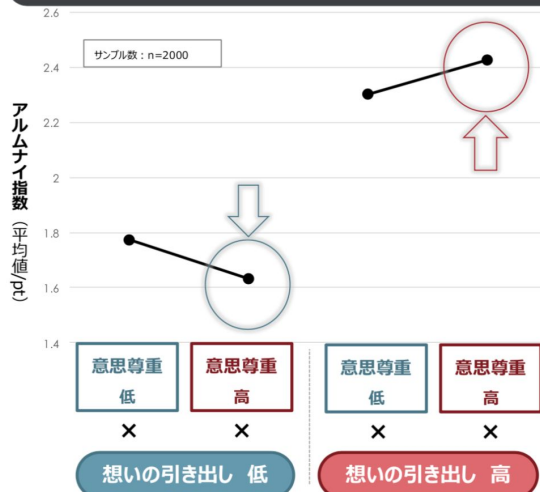 2.6
サンプル数：n=2000
2.4
2.2
2
1.8
1.6
1.4
アルムナイ指数（平均値/pt）
意思尊重 意思尊重 意思尊重 意思尊重
低 高 低 高
× × × ×
想いの引き出し 低 想いの引き出し 高